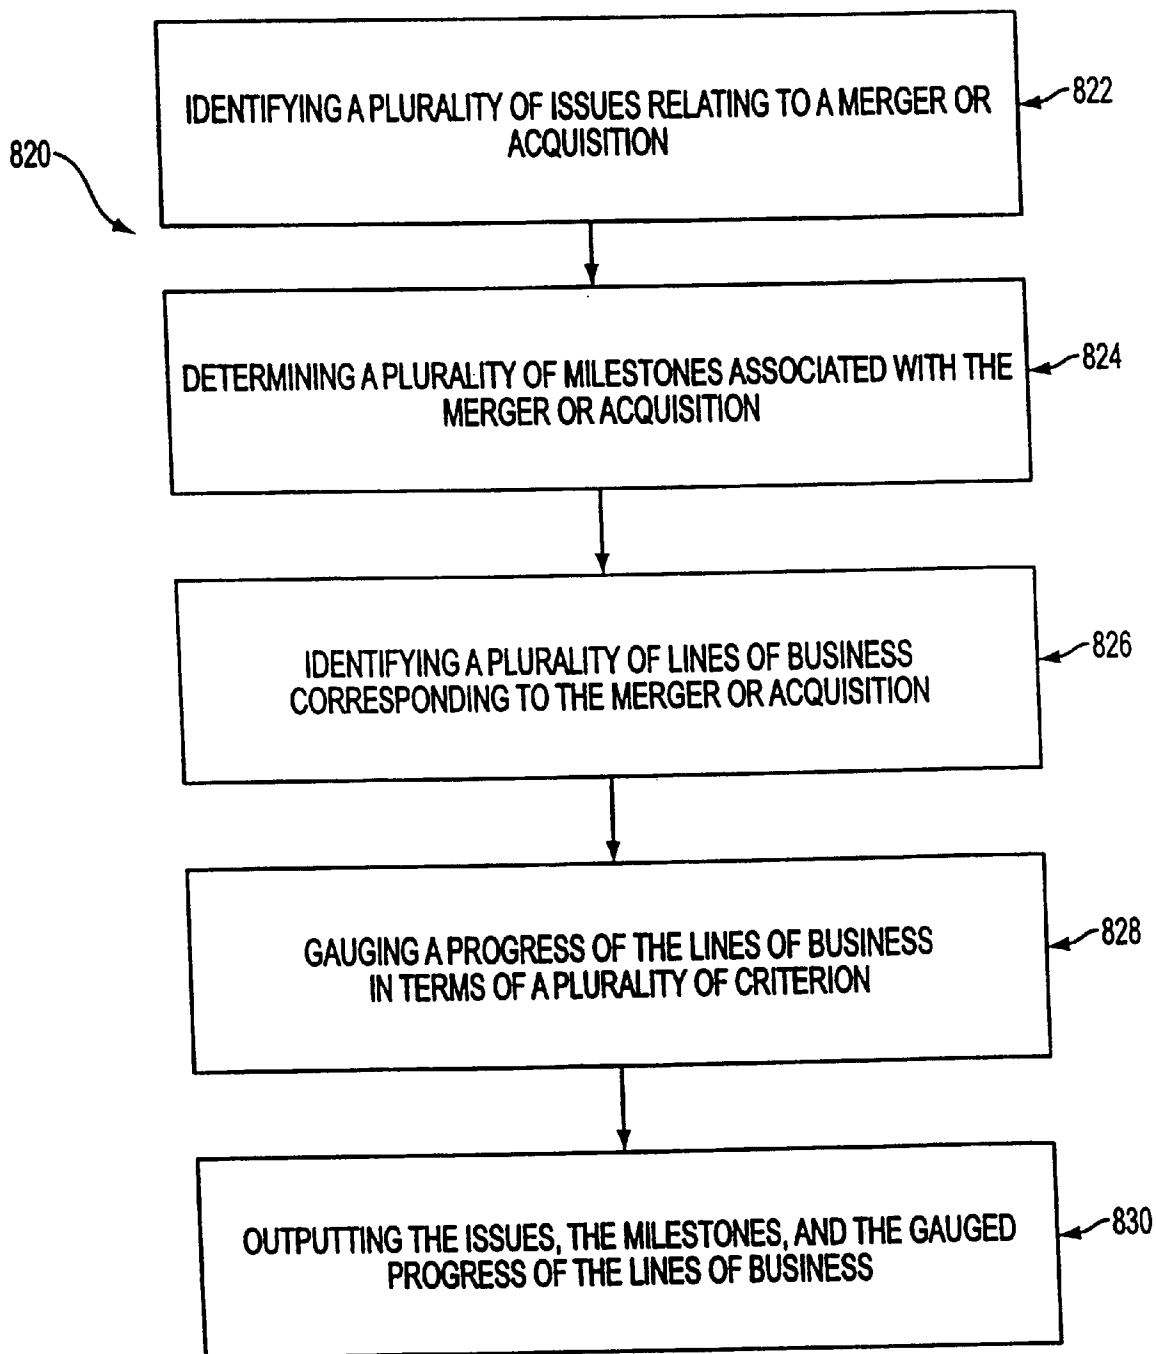 IDENTIFYING A PLURALITY OF ISSUES RELATING TO A MERGER OR
ACQUISITION
822
820
DETERMINING A PLURALITY OF MILESTONES ASSOCIATED WITH THE
MERGER OR ACQUISITION
824
IDENTIFYING A PLURALITY OF LINES OF BUSINESS
CORRESPONDING TO THE MERGER OR ACQUISITION
826
GAUGING A PROGRESS OF THE LINES OF BUSINESS
IN TERMS OF A PLURALITY OF CRITERION
828
OUTPUTTING THE ISSUES, THE MILESTONES, AND THE GAUGED
PROGRESS OF THE LINES OF BUSINESS
830